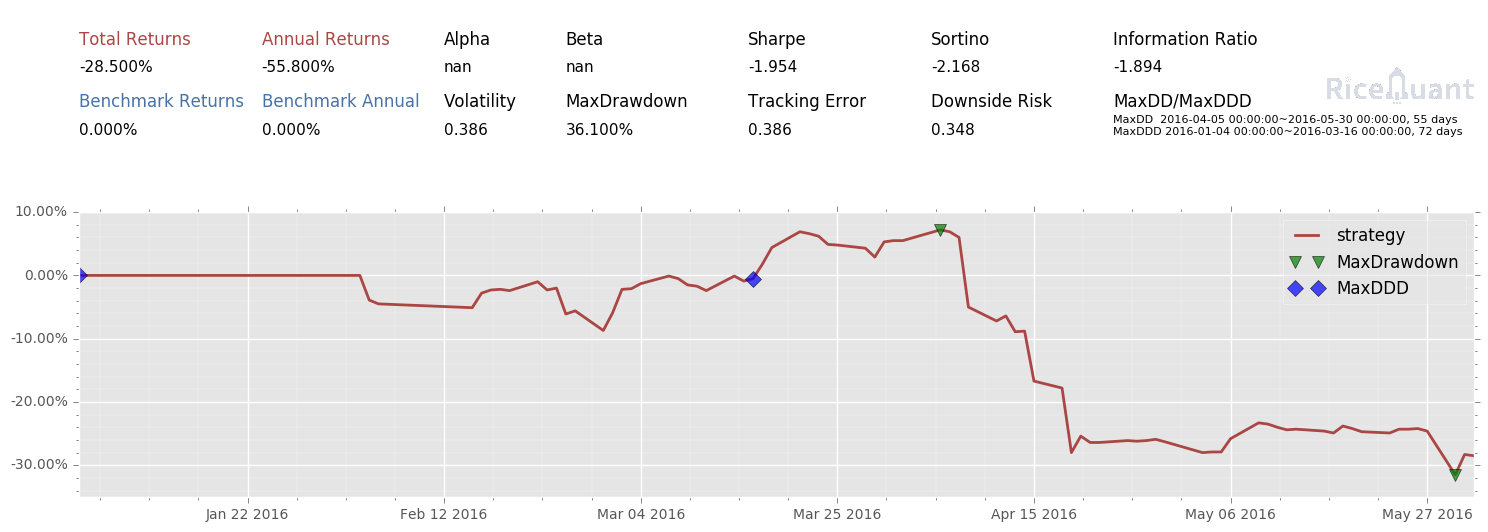 Total Returns Annual Returns Alpha Beta Sharpe Sortino Information Ratio
-28.500% -55.800% nan nan -1.954 -2.168 -1.894
RiceQuant
Benchmark Returns Benchmark Annual Volatility MaxDrawdown Tracking Error Downside Risk MaxDD/MaxDDD
0.000% 0.000% 0.386 36.100% 0.386 0.348
MaxDD 2016-04-05 00:00:00~2016-05-30 00:00:00, 55 days
MaxDDD 2016-01-04 00:00:00~2016-03-16 00:00:00, 72 days
10.00%
0.00%
-10.00%
-20.00%
-30.00%
strategy
MaxDrawdown
MaxDDD
Jan 22 2016 Feb 12 2016 Mar 04 2016 Mar 25 2016 Apr 15 2016 May 06 2016 May 27 2016